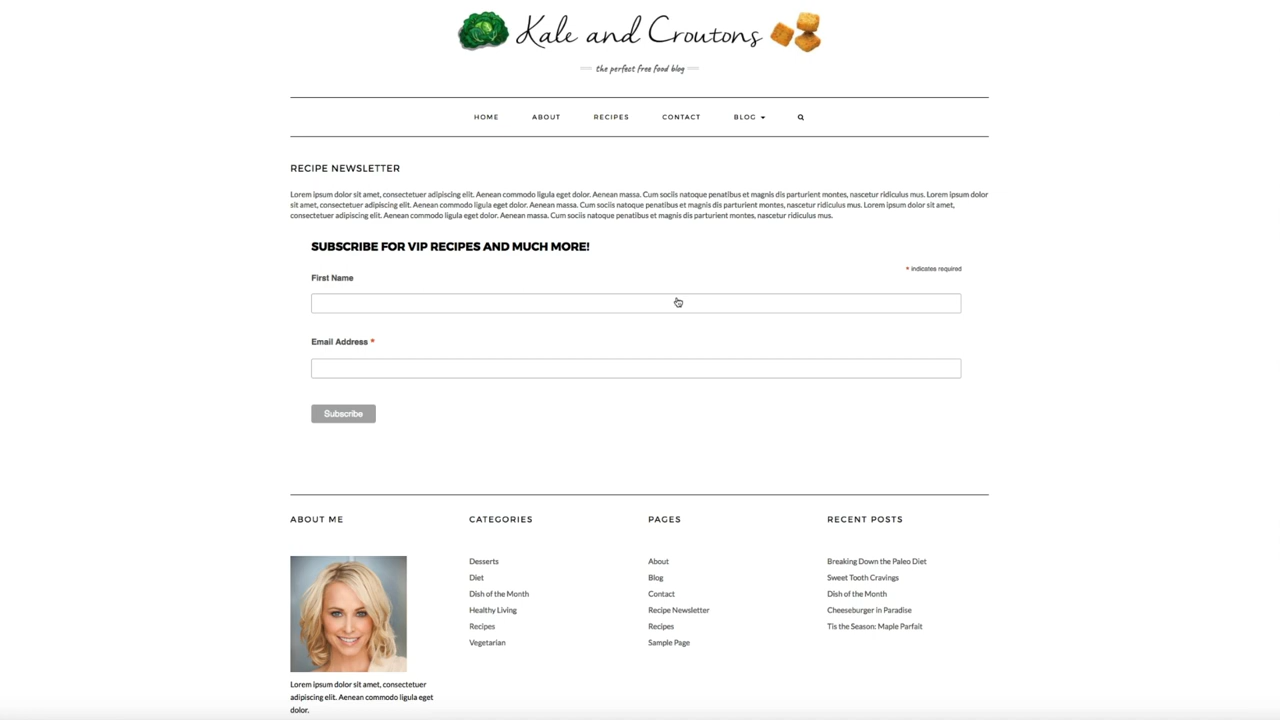 Kale and Croutons
the perfect free food blog
HOME ABOUT RECIPES CONTACT BLOG
RECIPE NEWSLETTER
Lorem ipsum dolor sit amet, consectetuer adipiscing elit. Aenean commodo ligula eget dolor. Aenean massa. Cum sociis natoque penatibus et magnis dis parturient montes, nascetur ridiculus mus. Lorem ipsum dolor
sit amet, consectetuer adipiscing elit. Aenean commodo ligula eget dolor. Aenean massa. Cum sociis natoque penatibus et magnis dis parturient montes, nascetur ridiculus mus. Lorem ipsum dolor sit amet,
consectetuer adipiscing elit. Aenean commodo ligula eget dolor. Aenean massa. Cum sociis natoque penatibus et magnis dis parturient montes, nascetur ridiculus mus.
SUBSCRIBE FOR VIP RECIPES AND MUCH MORE!
* indicates required
First Name
Email Address *
Subscribe
ABOUT ME
Lorem ipsum dolor sit amet, consectetuer
adipiscing elit. Aenean commodo ligula eget
dolor.
CATEGORIES
Desserts
Diet
Dish of the Month
Healthy Living
Recipes
Vegetarian
PAGES
About
Blog
Contact
Recipe Newsletter
Recipes
Sample Page
RECENT POSTS
Breaking Down the Paleo Diet
Sweet Tooth Cravings
Dish of the Month
Cheeseburger in Paradise
Tis the Season: Maple Parfait